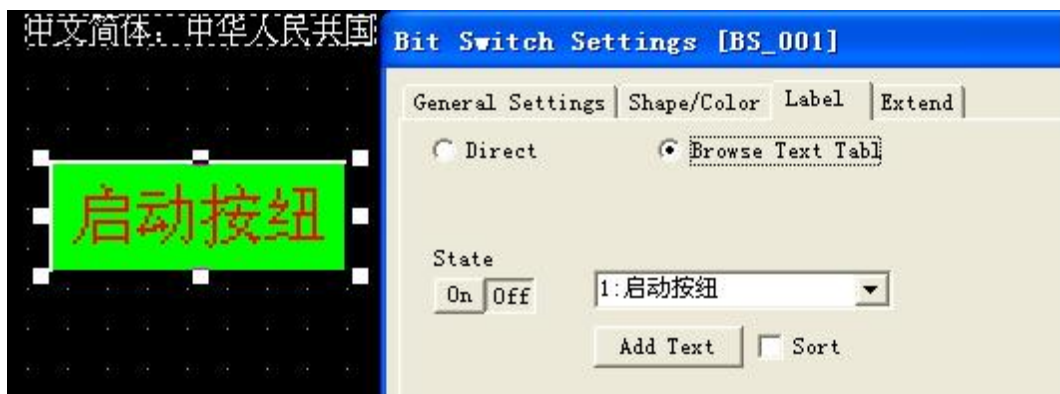 中文简体：中华人民共国
启动按纽
Bit Switch Settings [BS_001]
General Settings Shape/Color Label Extend
Direct Browse Text Tabl
State
On Off
1:启动按纽
Add Text Sort